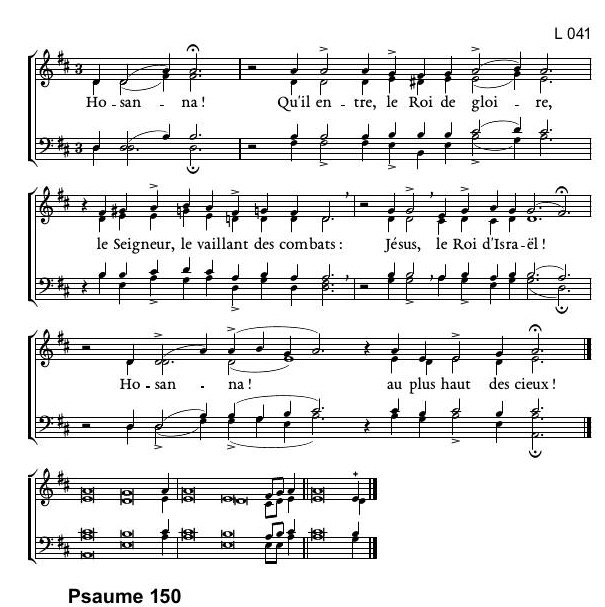 L 041
Ho - san - na ! Qu'il en - tre, le Roi de gloi - re,
le Seigneur, le vaillant des combats : Jésus, le Roi d'Isra - ël !
Ho - san - na ! au plus haut des cieux !
Psaume 150